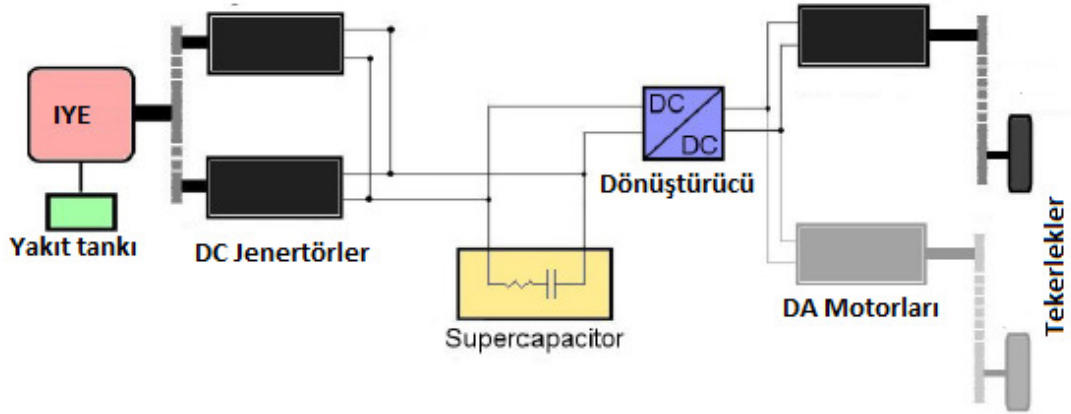 IYE
Yakıt tankı
DC Jenertörler
Supercapacitor
DC
DC
Dönüştürücü
DA Motorları
Tekerlekler